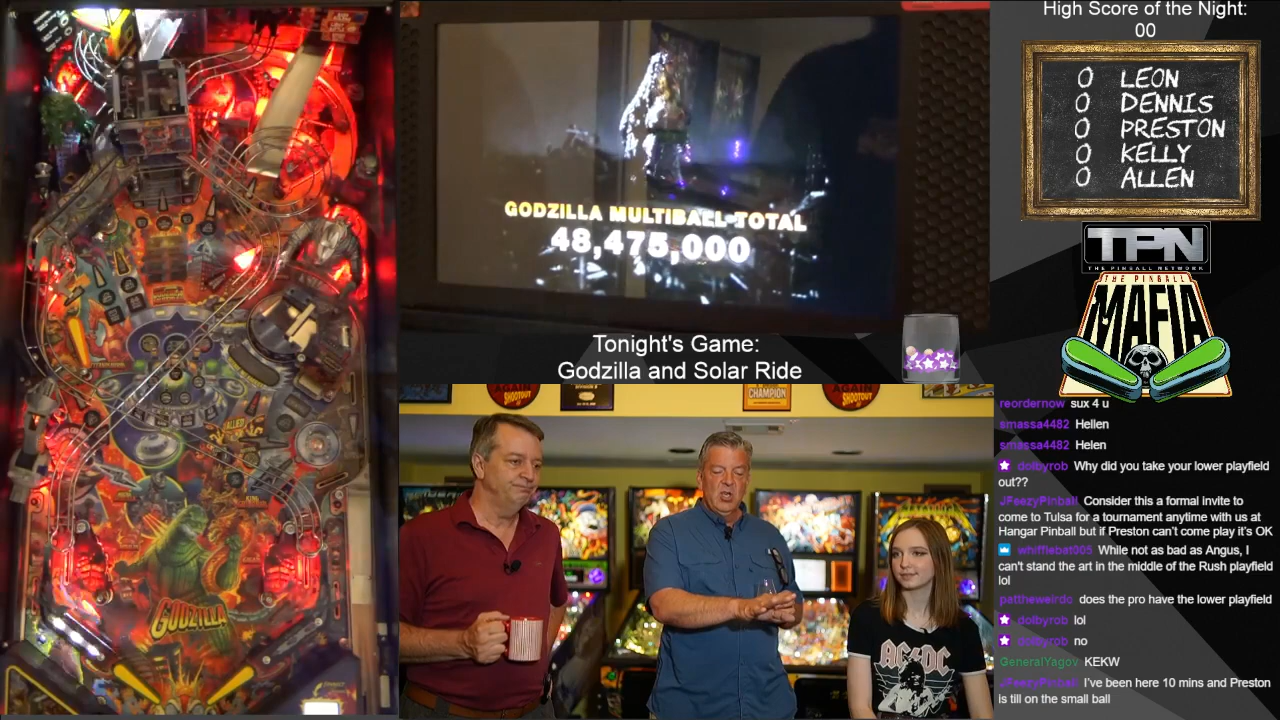 High Score of the Night:
00
0 LEON
0 DENNIS
0 PRESTON
0 KELLY
0 ALLEN
TPN
THE PINBALL NETWORK
THE PINBALL
MAFIA
GODZILLA MULTIBALL TOTAL
48,475,000
Tonight's Game:
Godzilla and Solar Ride
reordernow sux 4 u
smassa4482 Hellen
smassa4482 Helen
dolbyrob Why did you take your lower playfield
out??
JFeezyPinball Consider this a formal invite to
come to Tulsa for a tournament anytime with us at
Hangar Pinball but if Preston can't come play it's OK
whifflebat005 While not as bad as Angus, I
can't stand the art in the middle of the Rush playfield
lol
pattheweirdo does the pro have the lower playfield
dolbyrob lol
dolbyrob no
GeneralYagov KEKW
JFeezyPinball I've been here 10 mins and Preston
is till on the small ball
AGAIN
SHOOTOUT
CHAMPION
AGAIN
SHOOTOUT
AC DC
GODZILLA